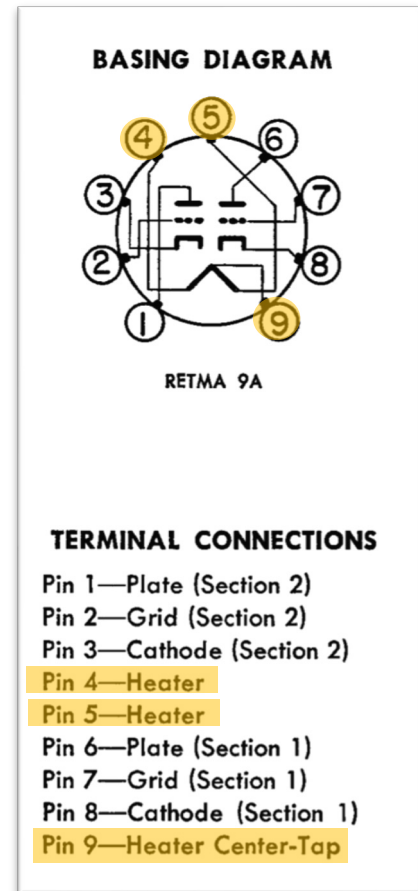 BASING DIAGRAM
5
4
6
3
7
2
8
1
9
RETMA 9A
TERMINAL CONNECTIONS
Pin 1—Plate (Section 2)
Pin 2—Grid (Section 2)
Pin 3—Cathode (Section 2)
Pin 4—Heater
Pin 5—Heater
Pin 6—Plate (Section 1)
Pin 7—Grid (Section 1)
Pin 8—Cathode (Section 1)
Pin 9—Heater Center-Tap